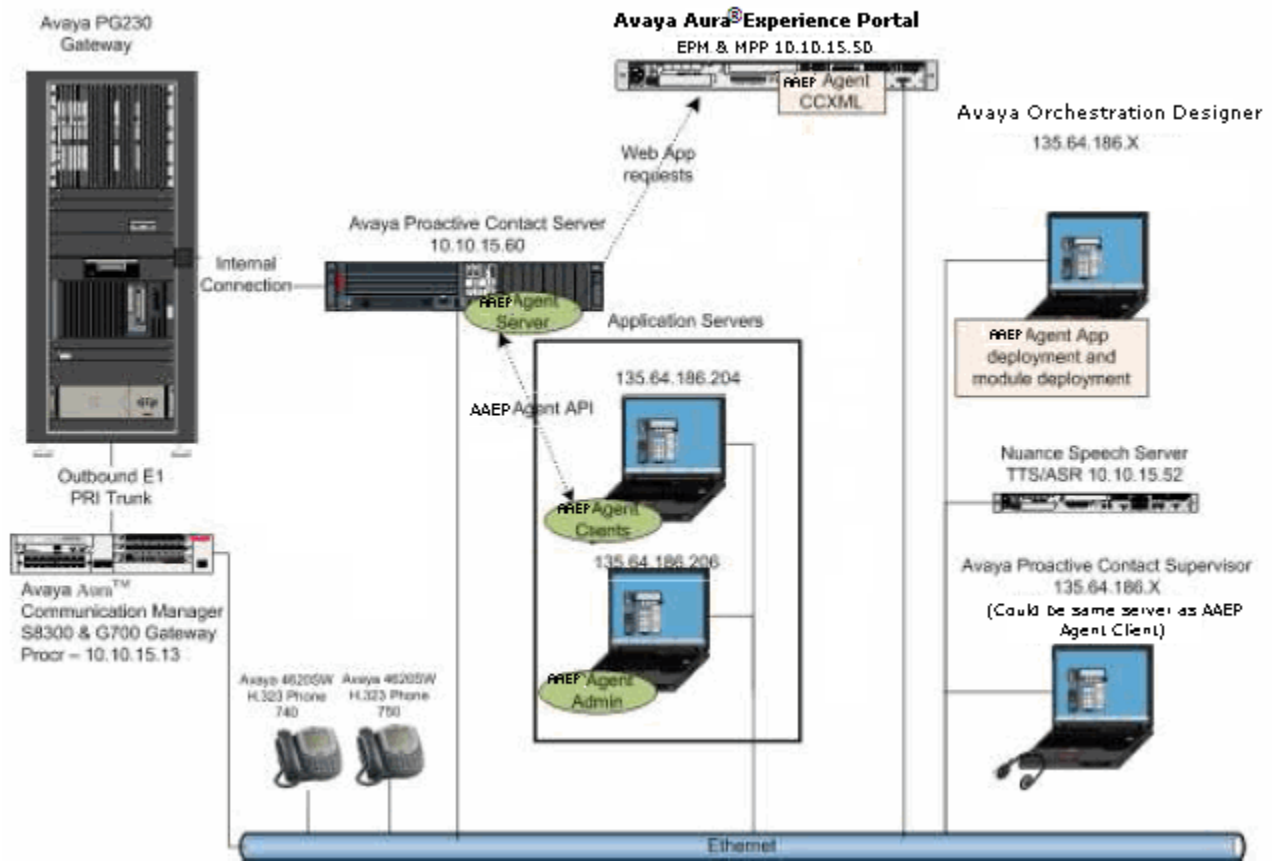 Avaya PG230
Gateway
Avaya Aura® Experience Portal
EPM & MPP 10.10.15.50
AAEP Agent
CCXML
Avaya Orchestration Designer
135.64.186.X
Web App
requests
Avaya Proactive Contact Server
10.10.15.60
Internal
Connection
AAEP Agent
Server
Application Servers
135.64.186.204
AAEP Agent App
deployment and
module deployment
AAEP Agent API
Nuance Speech Server
TTS/ASR 10.10.15.52
Outbound E1
PRI Trunk
AAEP Agent
Clients
135.64.186.206
Avaya Aura™
Communication Manager
S8300 & G700 Gateway
Procr – 10.10.15.13
Avaya Proactive Contact Supervisor
135.64.186.X
(Could be same server as AAEP
Agent Client)
Avaya 4620SW
H.323 Phone
740
Avaya 4620SW
H.323 Phone
750
AAEP Agent
Admin
Ethernet